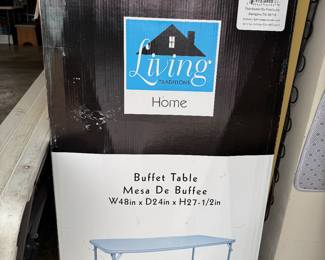 Living
TRADITIONS
Home
Buffet Table
Mesa De Buffee
W48in x D24in x H27-1/2in